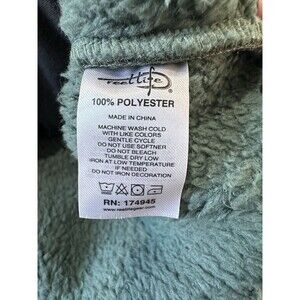 reel life
100% POLYESTER
MADE IN CHINA
MACHINE WASH COLD
WITH LIKE COLORS
GENTLE CYCLE
DO NOT USE SOFTNER
DO NOT BLEACH
TUMBLE DRY LOW
IRON AT LOW TEMPERATURE
IF NEEDED
DO NOT IRON DECORATION
RN: 174945
www.reellifegear.com